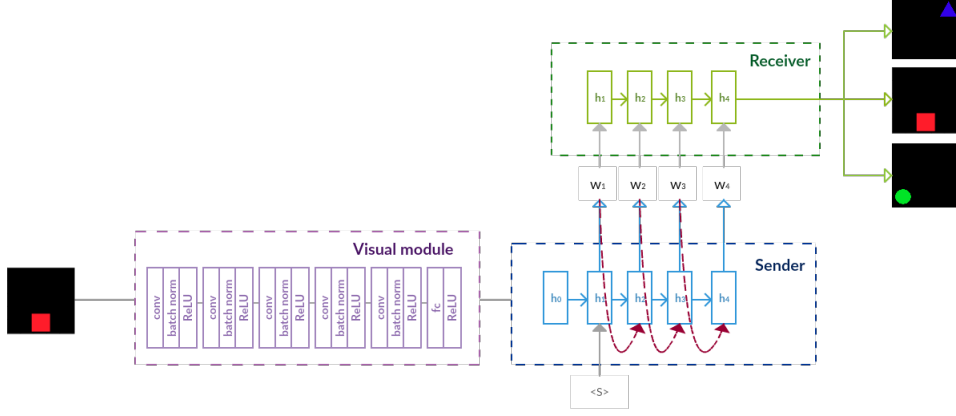 Receiver
h₁ h₂ h₃ h₄
w₁ w₂ w₃ w₄
Visual module
conv
batch norm
ReLU
conv
batch norm
ReLU
conv
batch norm
ReLU
conv
batch norm
ReLU
conv
batch norm
ReLU
fc
ReLU
Sender
h₀ h₁ h₂ h₃ h₄
<S>